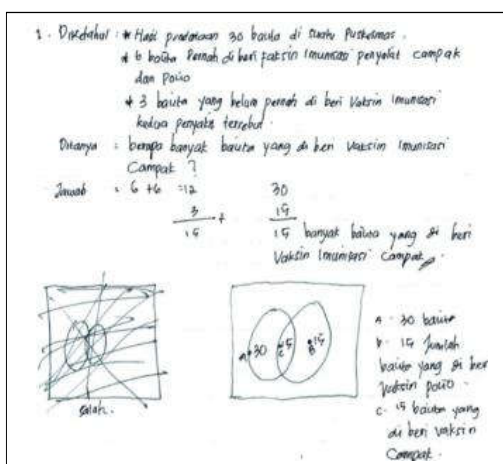 1. Diketahui : * Hasil pendataan 30 balita di suatu Puskesmas.
* 6 balita Pernah di beri faksin Imunisasi penyakit campak
dan Polio
* 3 balita yang belum pernah di beri Vaksin Imunisasi
kedua penyakit tersebut.
Ditanya : berapa banyak balita yang di beri Vaksin Imunisasi
Campak ?
Jawab : 6 + 6 = 12 30
3 + 15
15 15 banyak balita yang di beri
Vaksin Imunisasi Campak
A 30 C 15 B 15
salah.
A. 30 balita
b. 15 Jumlah
balita yang di beri
Vaksin polio.
c. 15 balita yang
di beri vaksin
Campak.